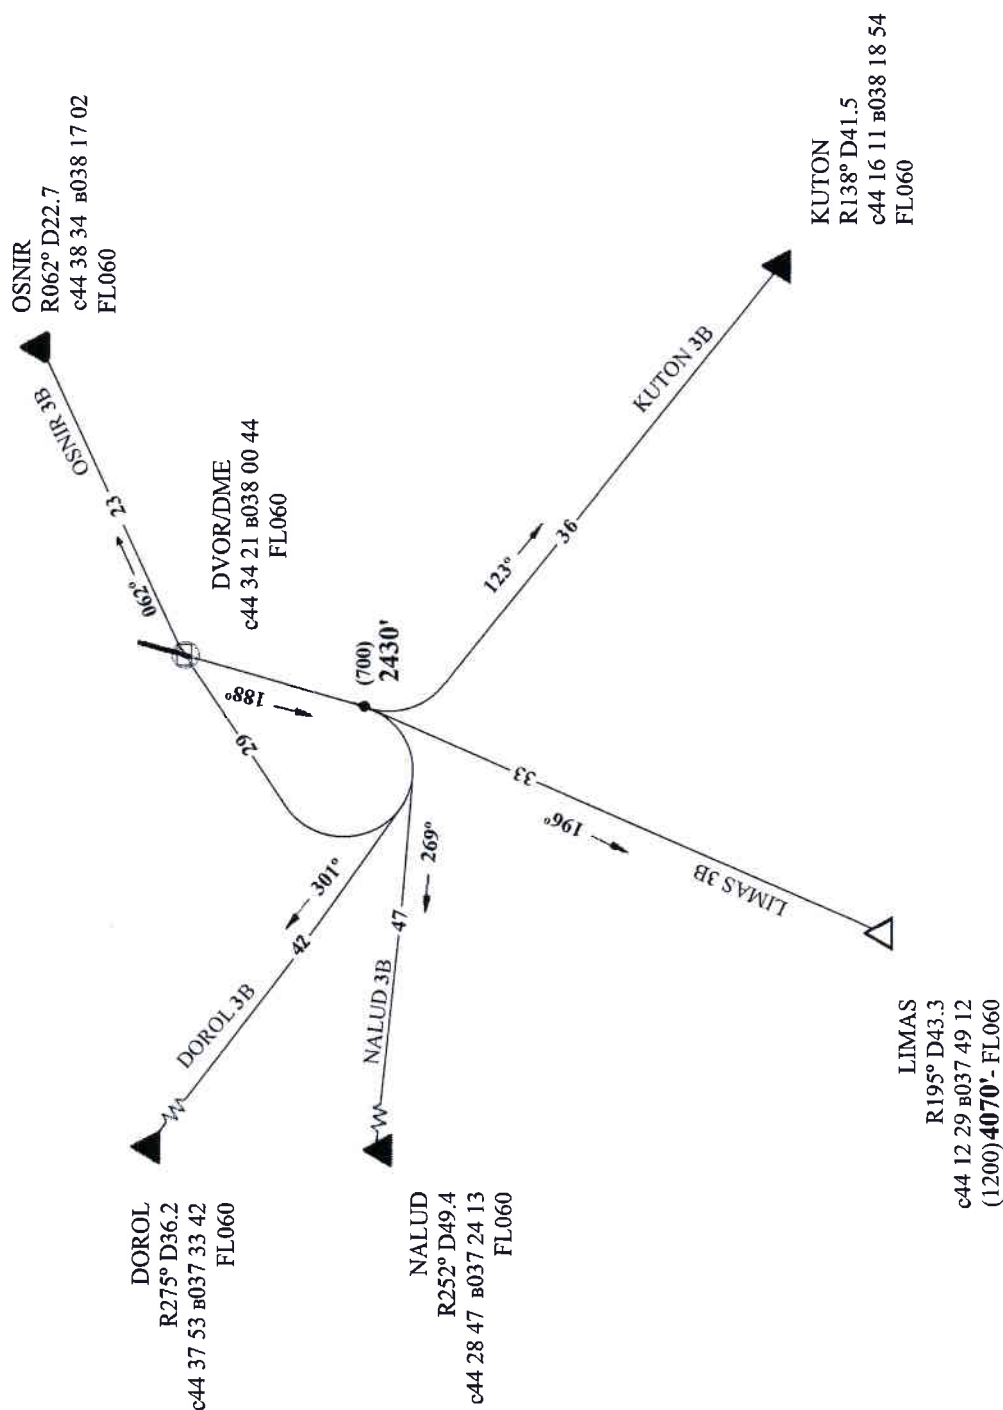 OSNIR
R062° D22.7
с44 38 34 в038 17 02
FL060
OSNIR 3B
23
062°
DVOR/DME
с44 34 21 в038 00 44
FL060
188°
29
(700)
2430'
KUTON 3B
36
123°
KUTON
R138° D41.5
с44 16 11 в038 18 54
FL060
33
196°
LIMAS 3B
LIMAS
R195° D43.3
с44 12 29 в037 49 12
(1200) 4070'- FL060
301°
42
DOROL 3B
DOROL
R275° D36.2
с44 37 53 в037 33 42
FL060
269°
47
NALUD 3B
NALUD
R252° D49.4
с44 28 47 в037 24 13
FL060